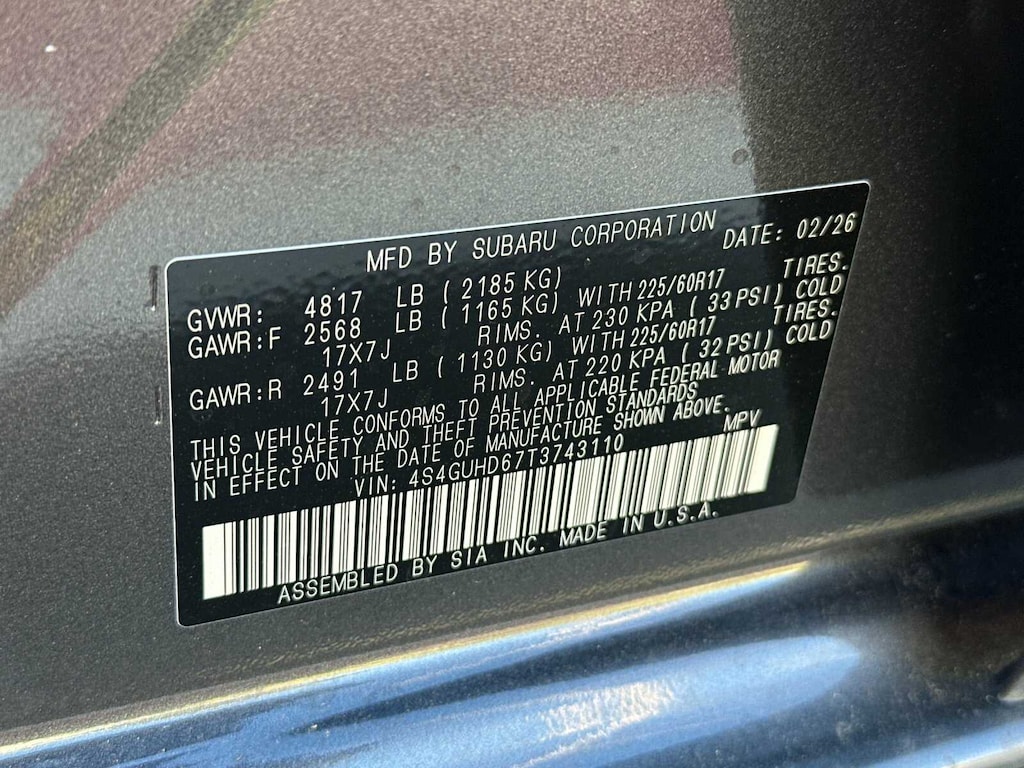 MFD BY SUBARU CORPORATION DATE: 02/26
GVWR: 4817 LB ( 2185 KG)
GAWR:F 2568 LB ( 1165 KG) WITH 225/60R17 TIRES.
17X7J RIMS. AT 230 KPA ( 33 PSI) COLD
GAWR:R 2491 LB ( 1130 KG) WITH 225/60R17 TIRES.
17X7J RIMS. AT 220 KPA ( 32 PSI) COLD
THIS VEHICLE CONFORMS TO ALL APPLICABLE FEDERAL MOTOR
VEHICLE SAFETY AND THEFT PREVENTION STANDARDS
IN EFFECT ON THE DATE OF MANUFACTURE SHOWN ABOVE.
VIN: 4S4GUHD67T3743110 MPV
ASSEMBLED BY SIA INC. MADE IN U.S.A.